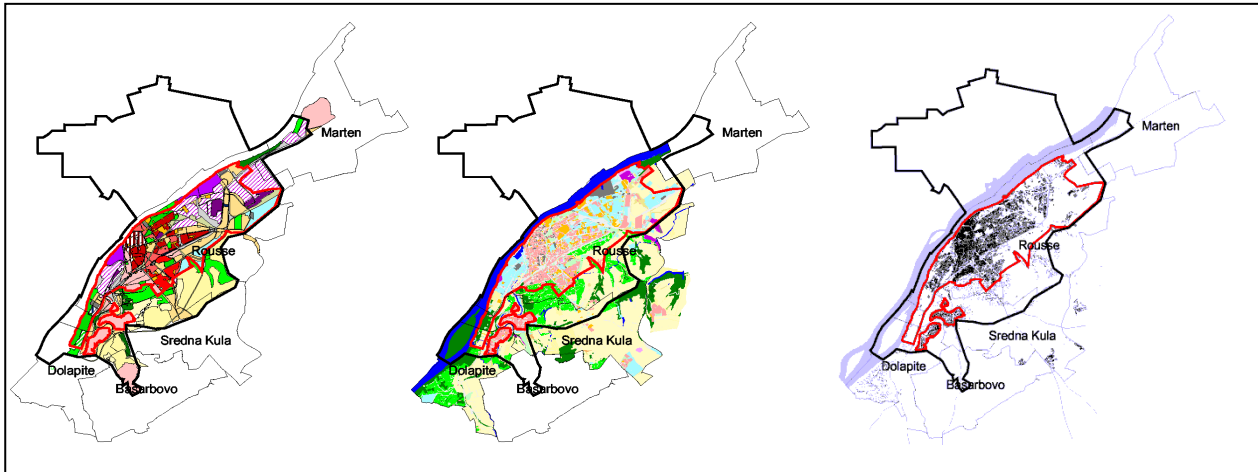 Marten
Rousse
Sredna Kula
Dolapite
Basarbovo
Marten
Rousse
Sredna Kula
Dolapite
Basarbovo
Marten
Rousse
Sredna Kula
Dolapite
Basarbovo